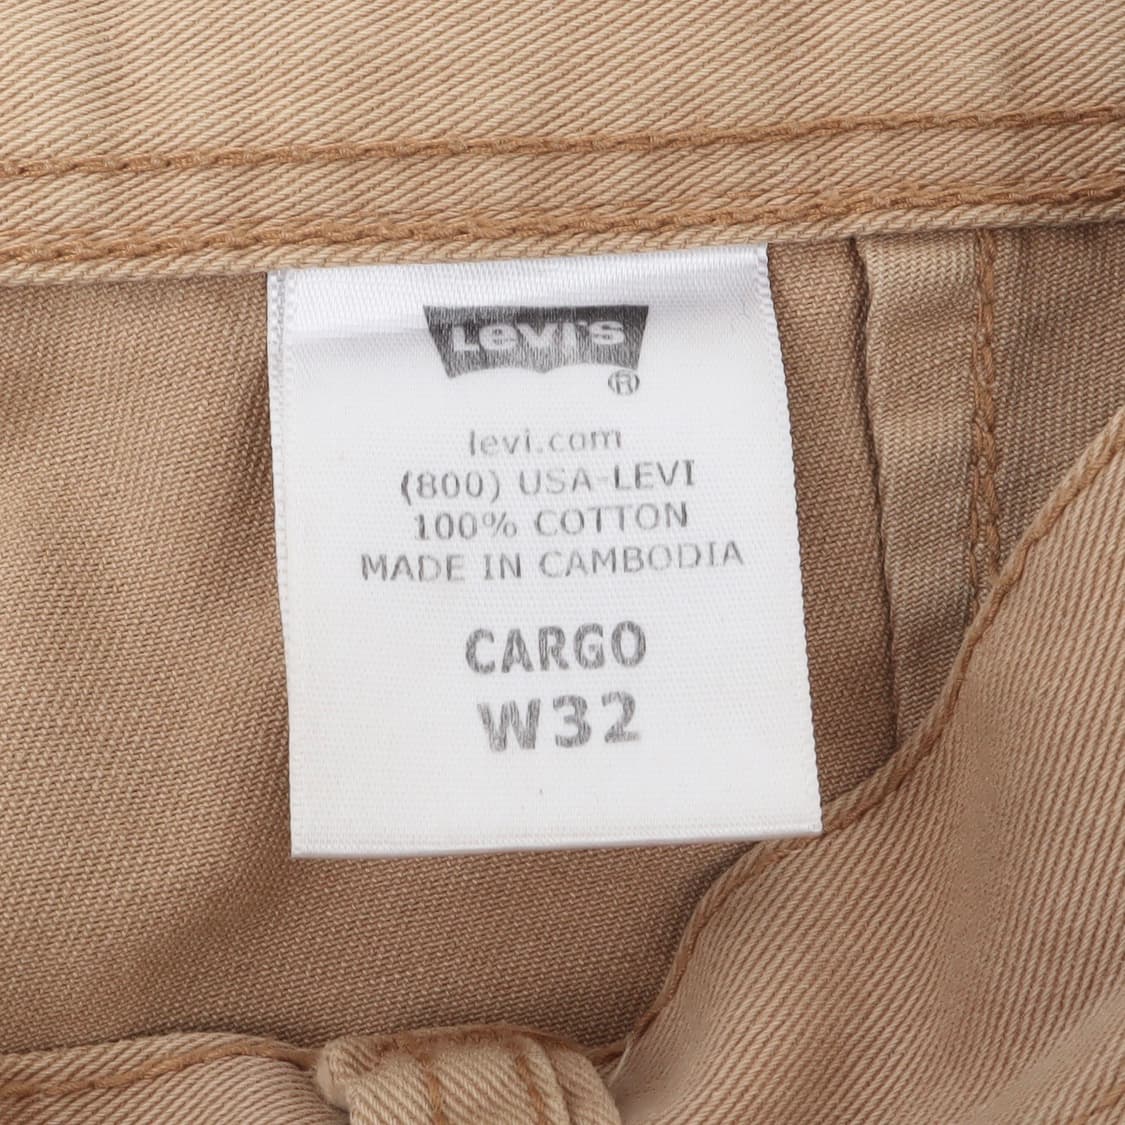 Levi's
®
levi.com
(800) USA-LEVI
100% COTTON
MADE IN CAMBODIA
CARGO
W32